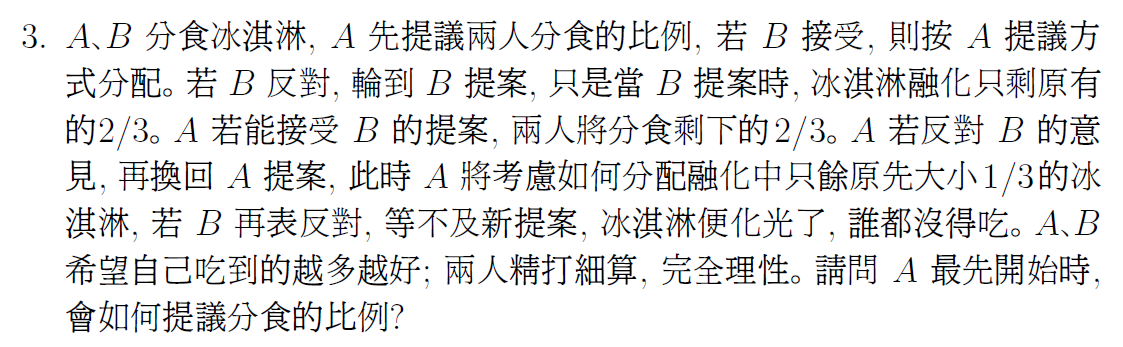 3. A、B 分食冰淇淋, A 先提議兩人分食的比例, 若 B 接受, 則按 A 提議方
式分配。若 B 反對, 輪到 B 提案, 只是當 B 提案時, 冰淇淋融化只剩原有
的2/3。A 若能接受 B 的提案, 兩人將分食剩下的2/3。A 若反對 B 的意
見, 再換回 A 提案, 此時 A 將考慮如何分配融化中只餘原先大小1/3的冰
淇淋, 若 B 再表反對, 等不及新提案, 冰淇淋便化光了, 誰都沒得吃。A、B
希望自己吃到的越多越好; 兩人精打細算, 完全理性。請問 A 最先開始時,
會如何提議分食的比例?